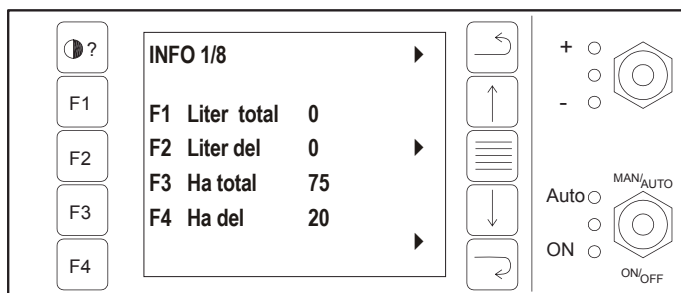 ?
F1
F2
F3
F4
INFO 1/8
F1 Liter total 0
F2 Liter del 0
F3 Ha total 75
F4 Ha del 20
+
-
MAN/AUTO
Auto
ON
ON/OFF